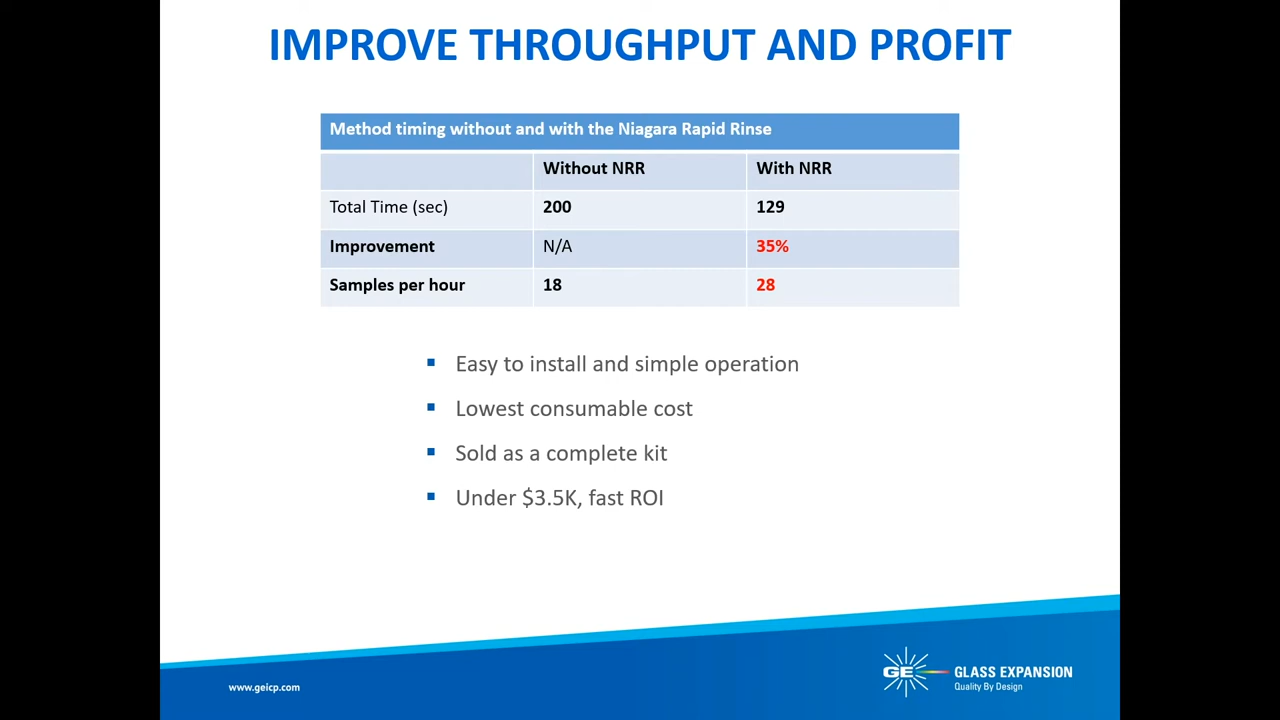 IMPROVE THROUGHPUT AND PROFIT
Method timing without and with the Niagara Rapid Rinse
Without NRR With NRR
Total Time (sec) 200 129
Improvement N/A 35%
Samples per hour 18 28
Easy to install and simple operation
Lowest consumable cost
Sold as a complete kit
Under $3.5K, fast ROI
www.geicp.com
GE GLASS EXPANSION
Quality By Design